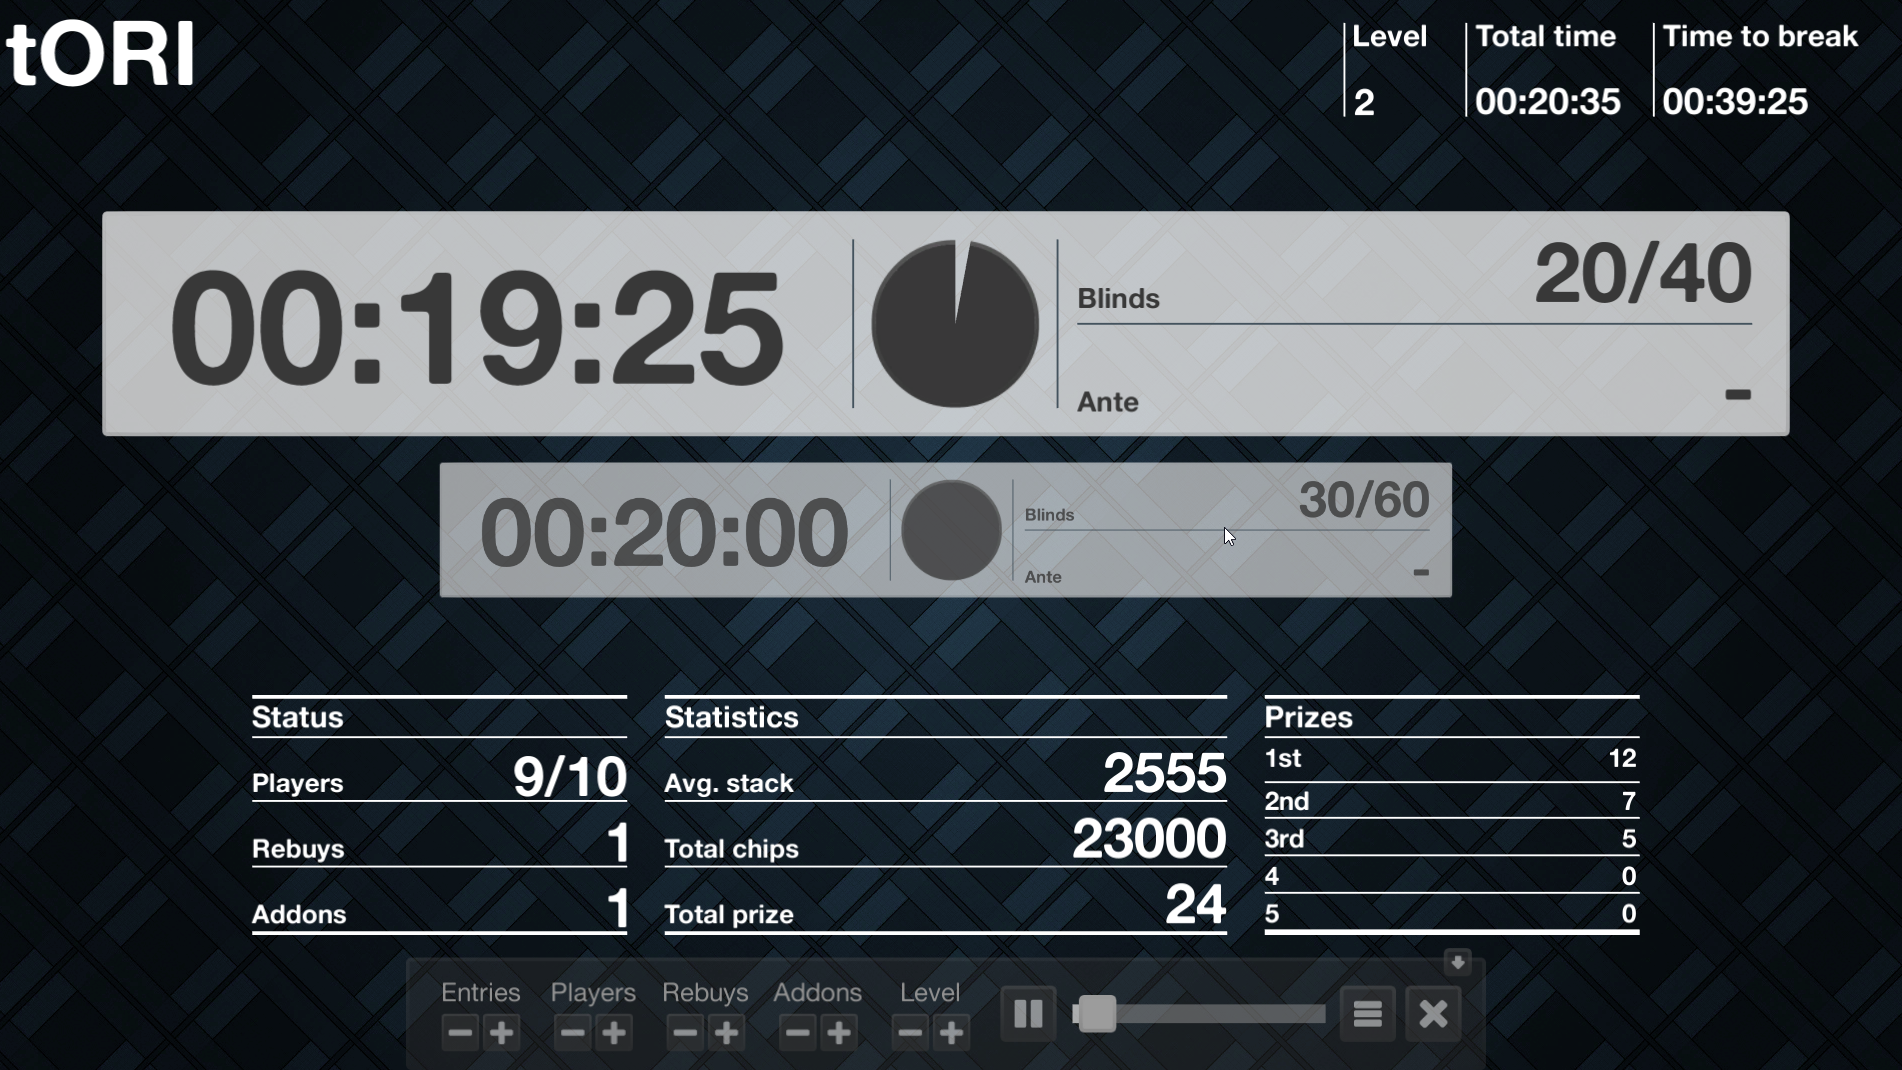 tORI
Level
2
Total time
00:20:35
Time to break
00:39:25
00:19:25
Blinds
20/40
Ante
-
00:20:00
Blinds
30/60
Ante
-
Status
Players 9/10
Rebuys 1
Addons 1
Statistics
Avg. stack 2555
Total chips 23000
Total prize 24
Prizes
1st 12
2nd 7
3rd 5
4 0
5 0
Entries Players Rebuys Addons Level